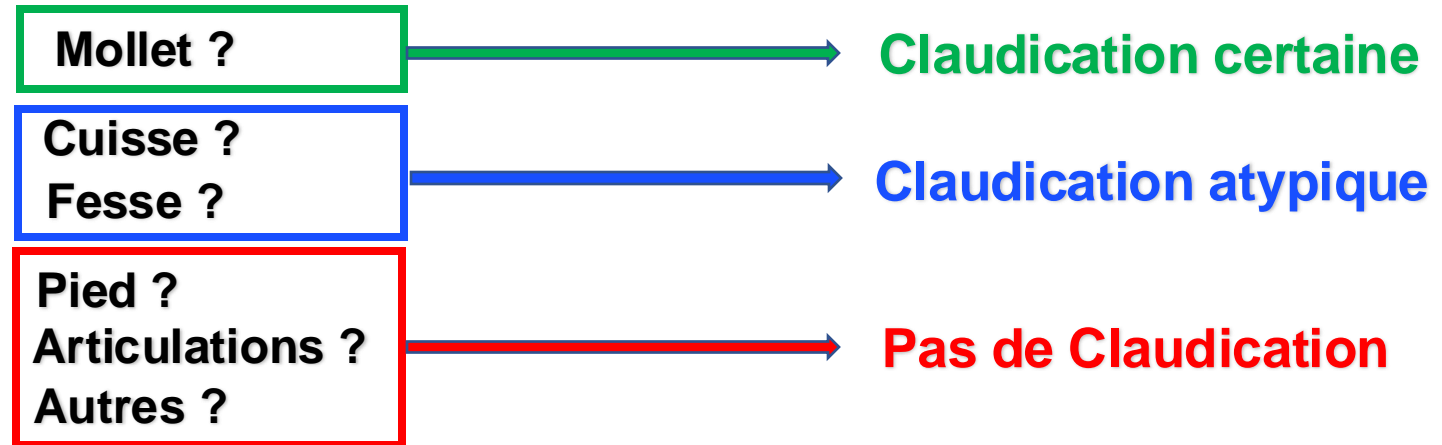 Mollet ?
Claudication certaine
Cuisse ?
Fesse ?
Claudication atypique
Pied ?
Articulations ?
Autres ?
Pas de Claudication